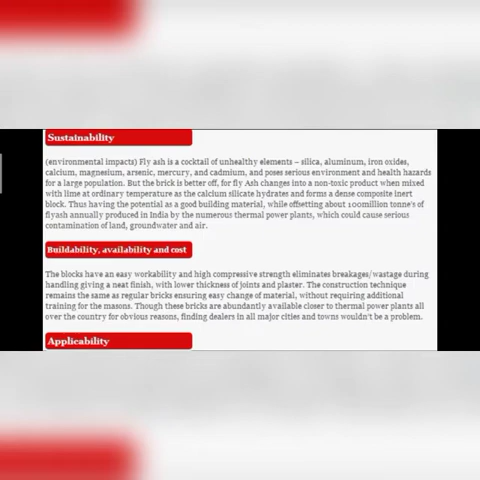 Sustainability
(environmental impacts) Fly ash is a cocktail of unhealthy elements – silica, aluminum, iron oxides,
calcium, magnesium, arsenic, mercury, and cadmium, and poses serious environment and health hazards
for a large population. But the brick is better off, for fly Ash changes into a non-toxic product when mixed
with lime at ordinary temperature as the calcium silicate hydrates and forms a dense composite inert
block. Thus having the potential as a good building material, while offsetting about 100million tonne's of
flyash annually produced in India by the numerous thermal power plants, which could cause serious
contamination of land, groundwater and air.
Buildability, availability and cost
The blocks have an easy workability and high compressive strength eliminates breakages/wastage during
handling giving a neat finish, with lower thickness of joints and plaster. The construction technique
remains the same as regular bricks ensuring easy change of material, without requiring additional
training for the masons. Though these bricks are abundantly available closer to thermal power plants all
over the country for obvious reasons, finding dealers in all major cities and towns wouldn't be a problem.
Applicability